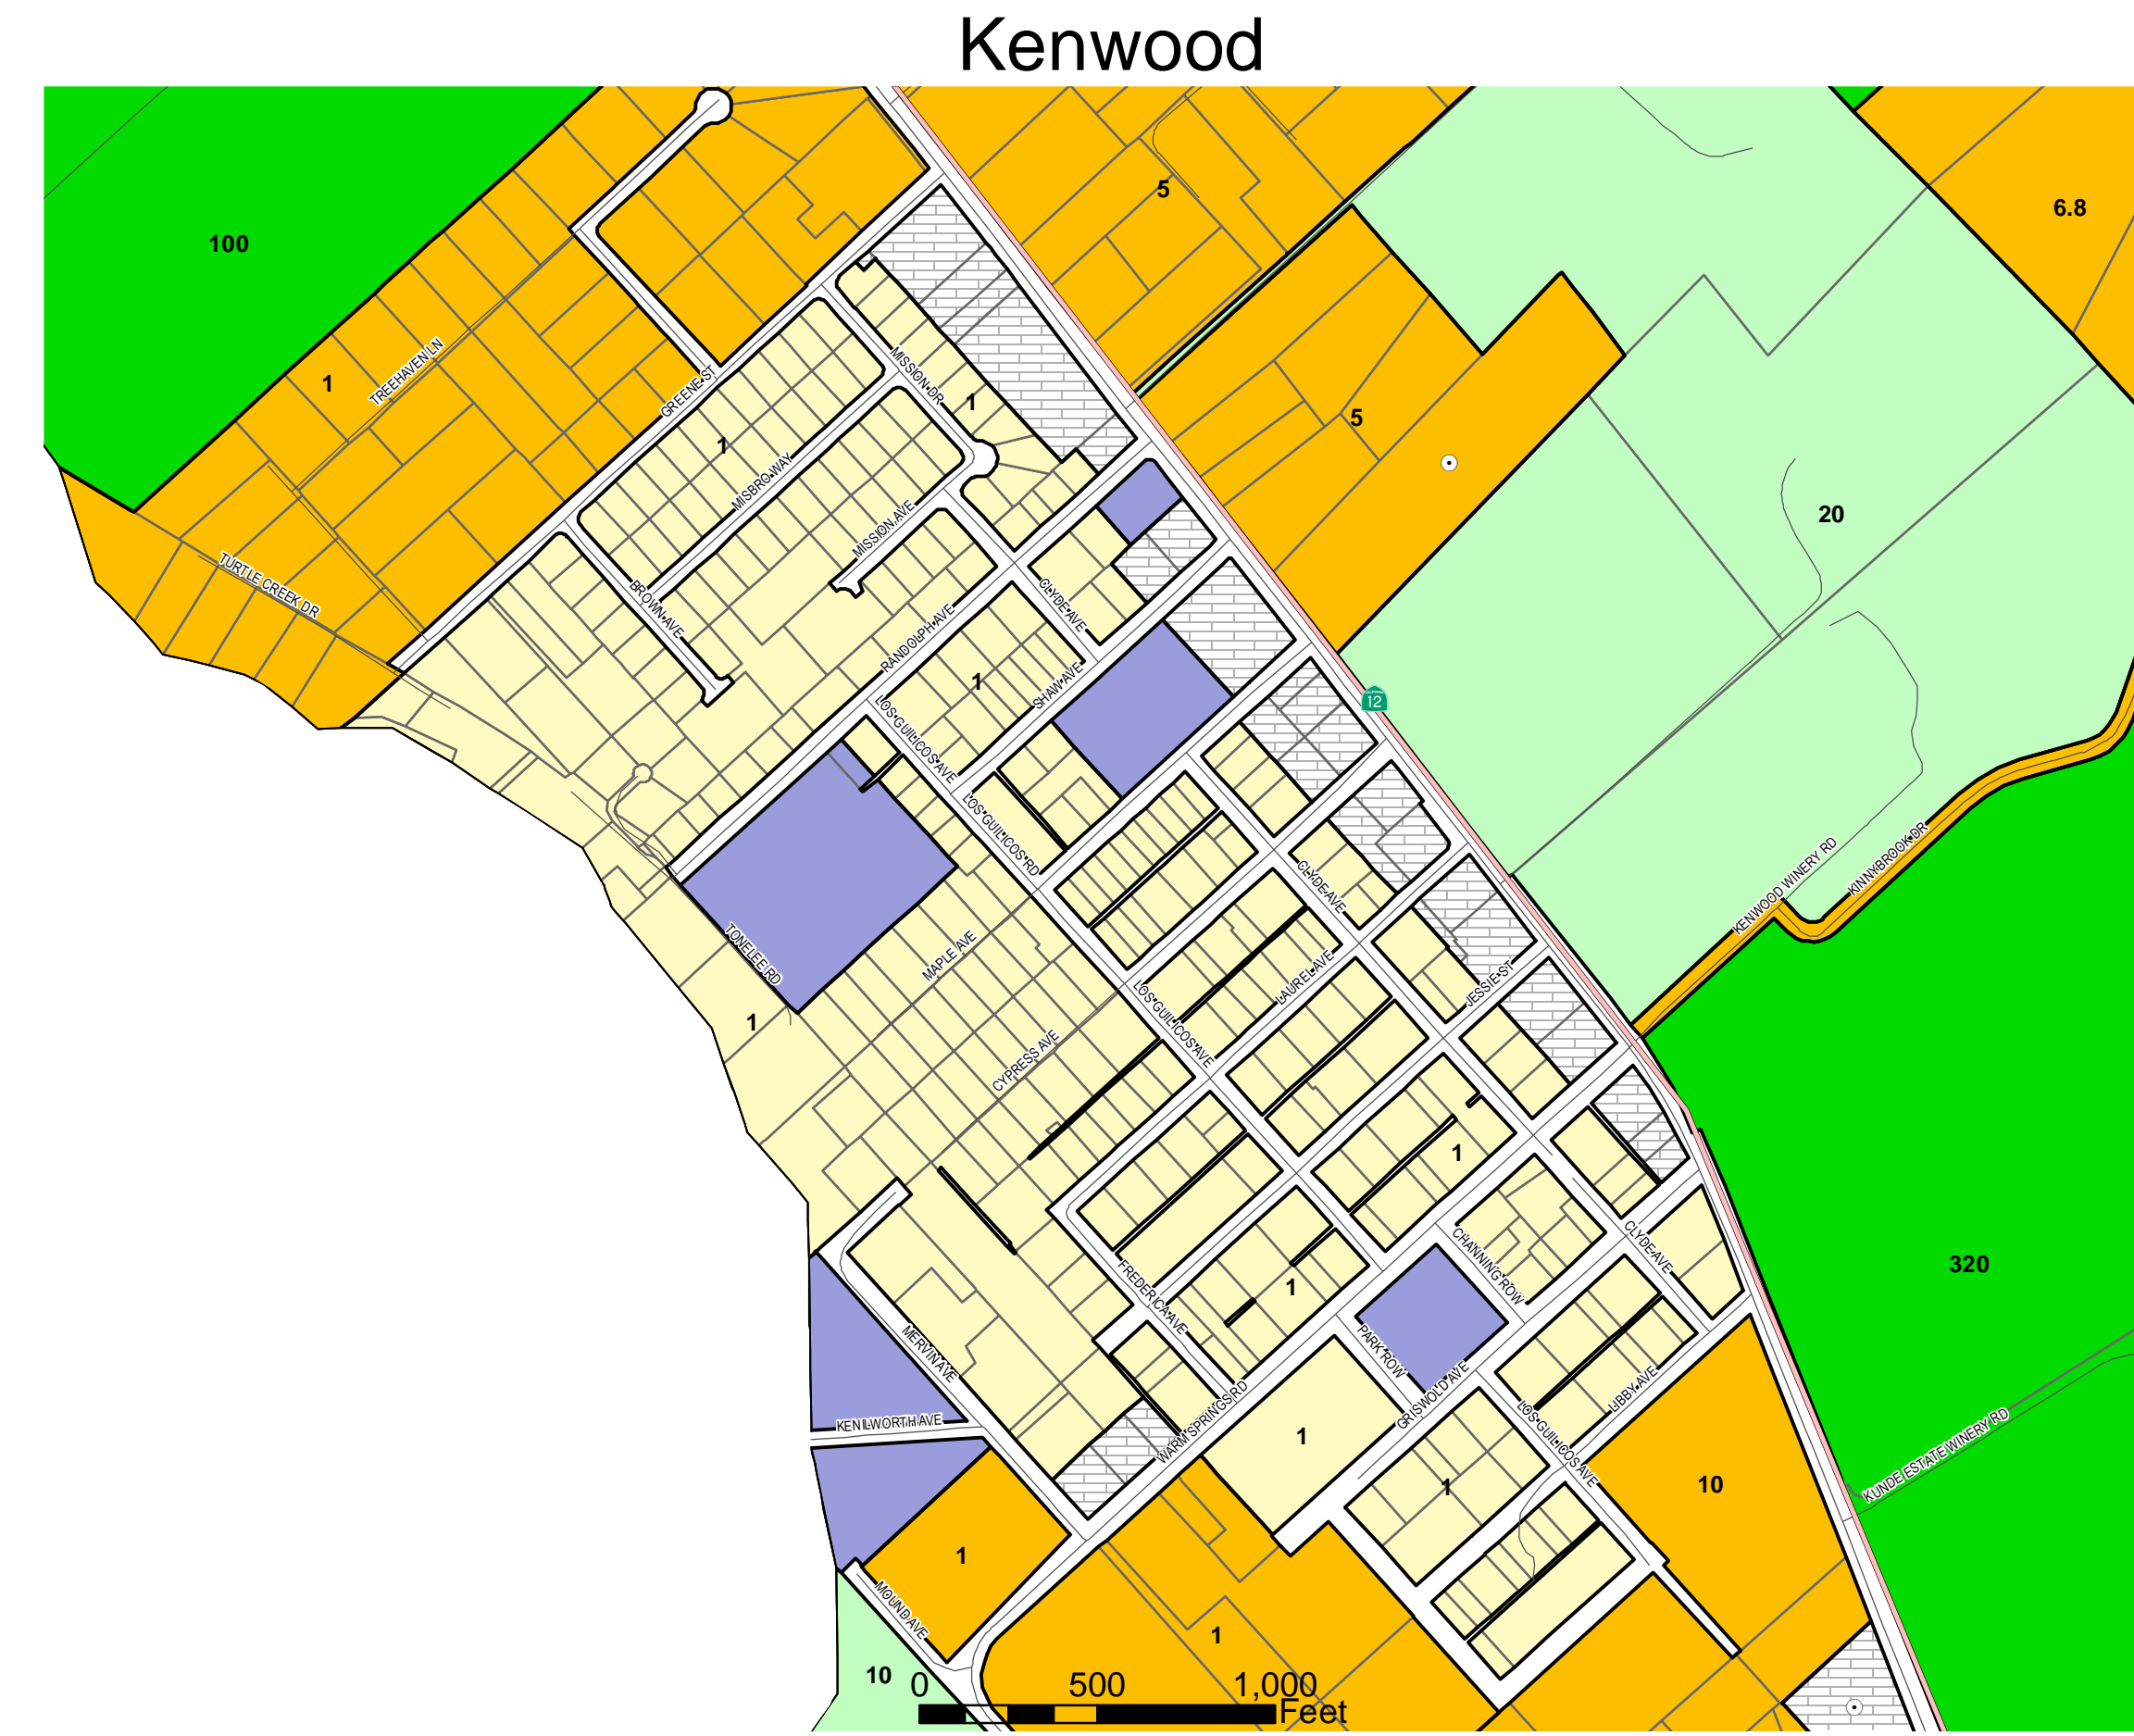 Kenwood
5
6.8
100
1
TREEHAVEN LN
GREENE ST
MISSION DR
1
1
5
MISBRO WAY
MISSION AVE
20
TURTLE CREEK DR
BROWN AVE
CLYDE AVE
RANDOLPH AVE
1
SHAW AVE
CALIFORNIA
12
LOS GUILICOS AVE
LOS GUILICOS RD
CLYDE AVE
KENWOOD WINERY RD
KINNYBROOK DR
TONELEE RD
MAPLE AVE
LAUREL AVE
JESSIE ST
1
CYPRESS AVE
LOS GUILICOS AVE
1
CLYDE AVE
CHANNING ROW
320
FREDERICA AVE
1
MERVIN AVE
PARK ROW
GRISWOLD AVE
LIBBY AVE
KENILWORTH AVE
WARM SPRINGS RD
1
LOS GUILICOS AVE
KUNDE ESTATE WINERY RD
1
10
1
MOUND AVE
1
10
0 500 1,000
Feet